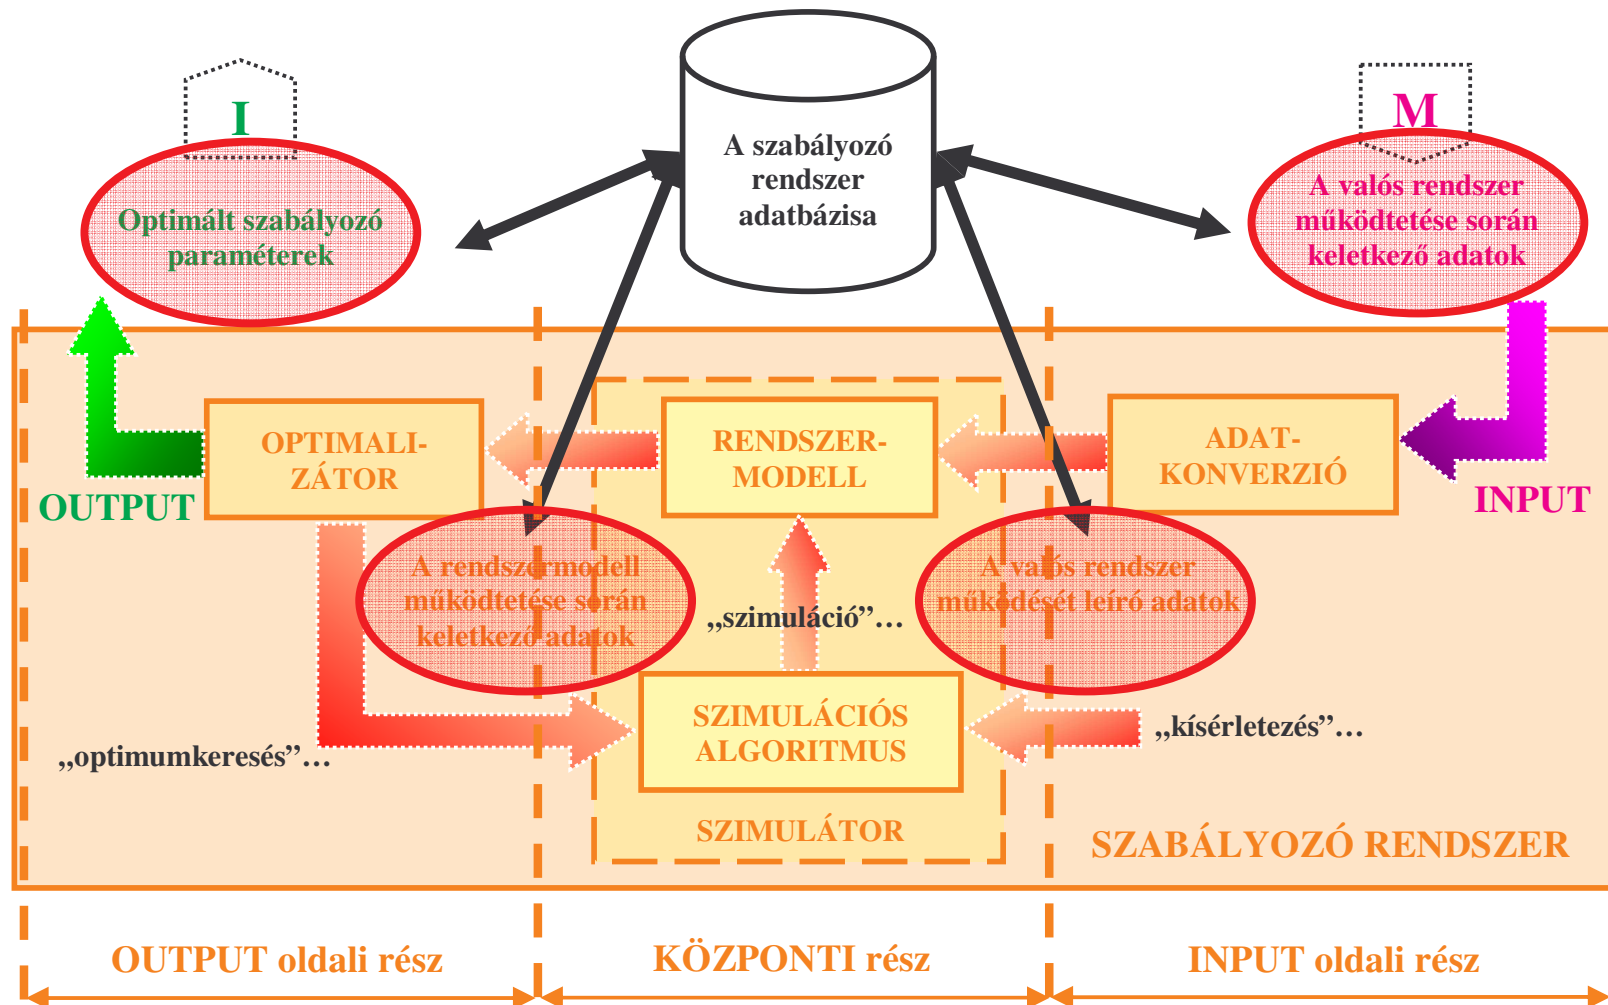 I
M
A szabályozó
rendszer
adatbázisa
Optimált szabályozó
paraméterek
A valós rendszer
működtetése során
keletkező adatok
OPTIMALI-
ZÁTOR
RENDSZER-
MODELL
ADAT-
KONVERZIÓ
OUTPUT
INPUT
A rendszermodell
működtetése során
keletkező adatok
„szimuláció”…
A valós rendszer
működését leíró adatok
SZIMULÁCIÓS
ALGORITMUS
„optimumkeresés”…
„kísérletezés”…
SZIMULÁTOR
SZABÁLYOZÓ RENDSZER
OUTPUT oldali rész
KÖZPONTI rész
INPUT oldali rész